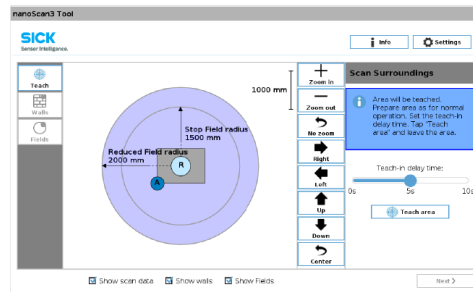 nanoScan3 Tool
SICK
Sensor Intelligence.
Info
Settings
Teach
Walls
Fields
1000 mm
Stop Field radius
1500 mm
Reduced Field radius
2000 mm
R
A
Zoom in
Zoom out
No zoom
Right
Left
Up
Down
Center
Scan Surroundings
Area will be teached.
Prepare area as for normal
operation. Set the teach-in
delay time. Tap "Teach
area" and leave the area.
Teach-in delay time:
0s 5s 10s
Teach area
Show scan data Show walls Show Fields
Next >